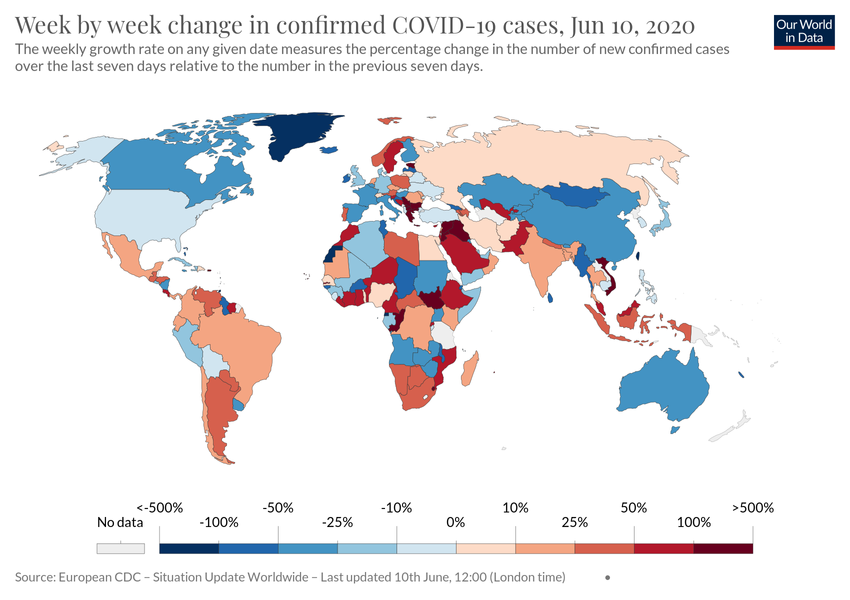 Week by week change in confirmed COVID-19 cases, Jun 10, 2020
Our World
in Data
The weekly growth rate on any given date measures the percentage change in the number of new confirmed cases
over the last seven days relative to the number in the previous seven days.
<-500% -50% -10% 10% 50% >500%
No data -100% -25% 0% 25% 100%
Source: European CDC – Situation Update Worldwide – Last updated 10th June, 12:00 (London time) •